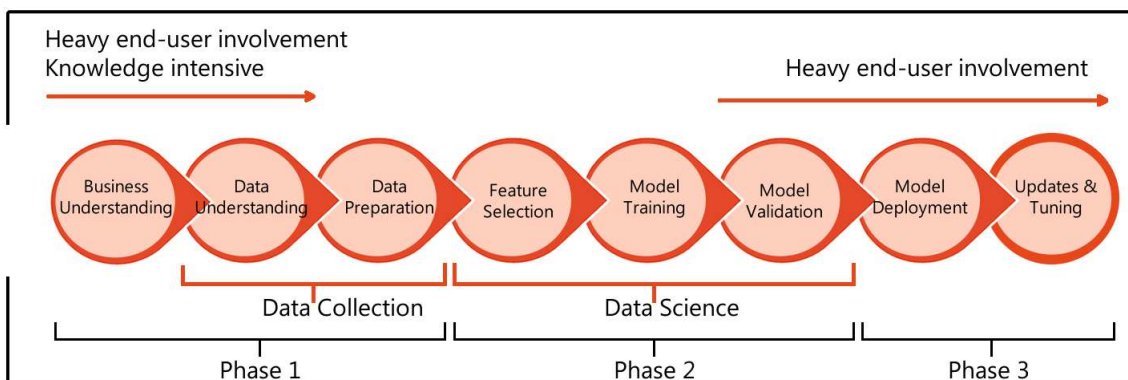 Heavy end-user involvement
Knowledge intensive
Heavy end-user involvement
Business
Understanding
Data
Understanding
Data
Preparation
Feature
Selection
Model
Training
Model
Validation
Model
Deployment
Updates &
Tuning
Data Collection
Data Science
Phase 1
Phase 2
Phase 3